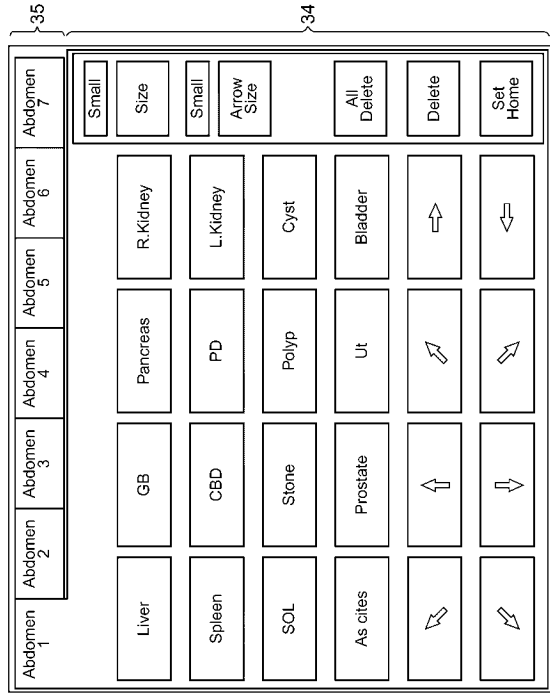 35
34
Abdomen
1
Abdomen
2
Abdomen
3
Abdomen
4
Abdomen
5
Abdomen
6
Abdomen
7
Liver
GB
Pancreas
R.Kidney
Small
Size
Spleen
CBD
PD
L.Kidney
Small
Arrow
Size
SOL
Stone
Polyp
Cyst
As cites
Prostate
Ut
Bladder
All
Delete
Delete
Set
Home